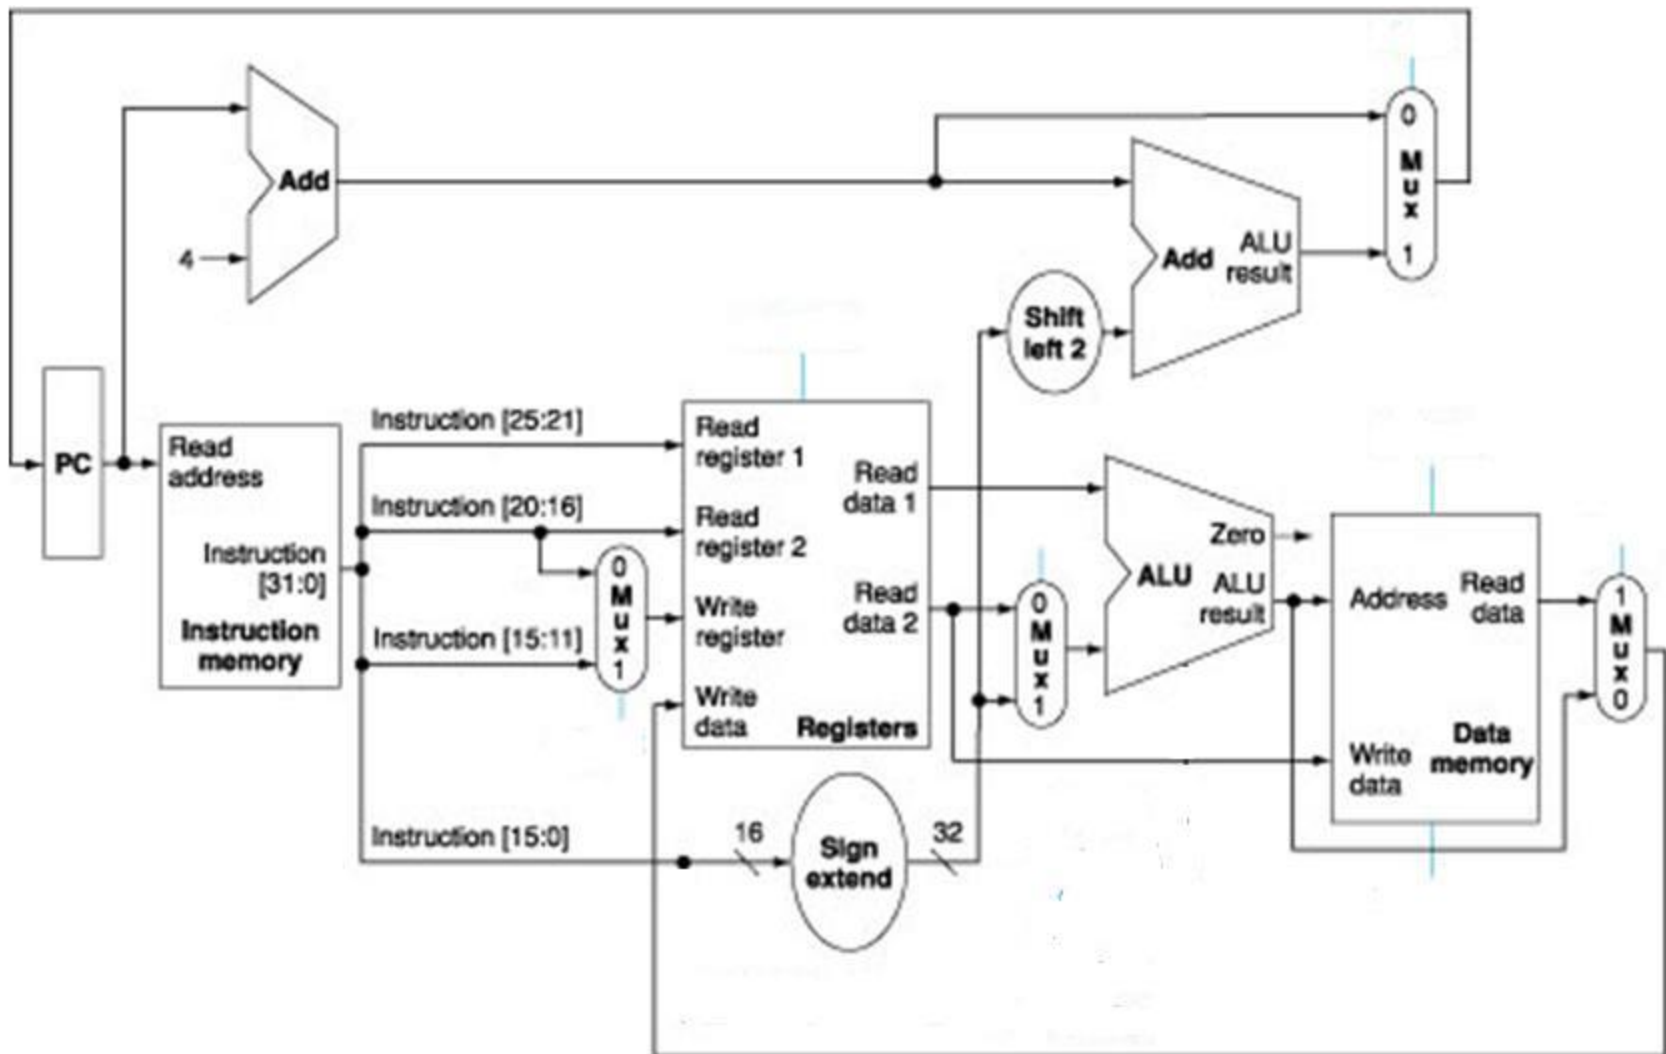 Add
4
PC
Read
address
Instruction
[31:0]
Instruction
memory
Instruction [25:21]
Instruction [20:16]
Instruction [15:11]
Instruction [15:0]
0
M
u
x
1
Read
register 1
Read
register 2
Write
register
Write
data
Read
data 1
Read
data 2
Registers
16
Sign
extend
32
Shift
left 2
Add
ALU
result
0
M
u
x
1
0
M
u
x
1
Zero
ALU
ALU
result
Address
Read
data
Write
data
Data
memory
1
M
u
x
0